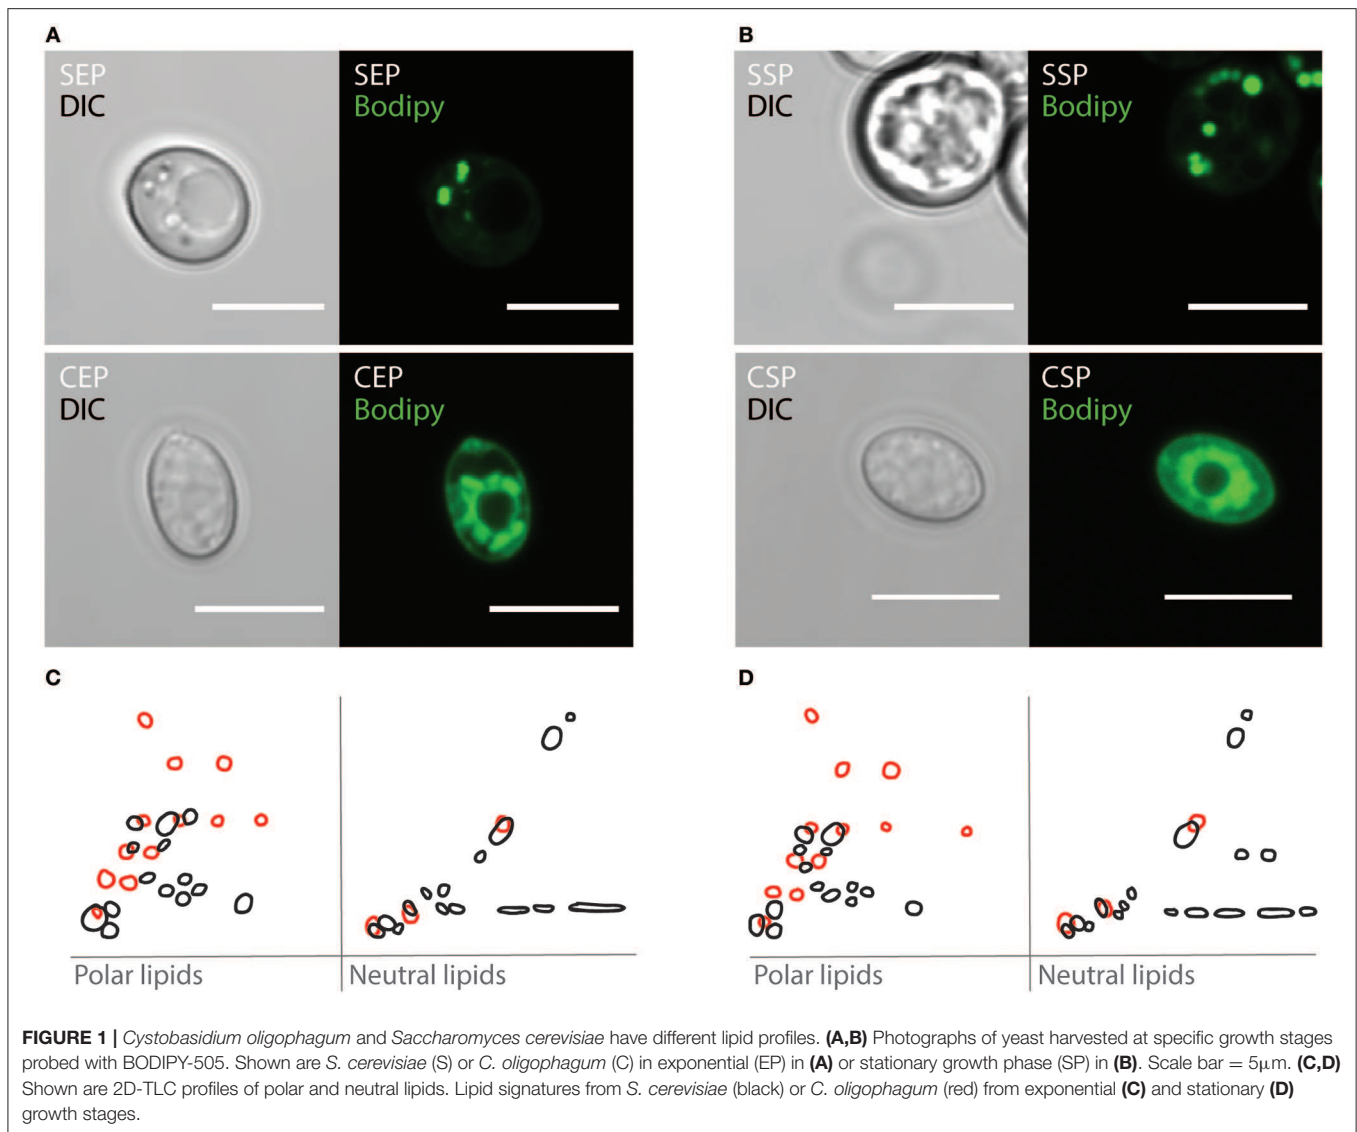 A
B
SEP
DIC
SEP
Bodipy
SSP
DIC
SSP
Bodipy
CEP
DIC
CEP
Bodipy
CSP
DIC
CSP
Bodipy
C
D
Polar lipids
Neutral lipids
Polar lipids
Neutral lipids
FIGURE 1 | Cystobasidium oligophagum and Saccharomyces cerevisiae have different lipid profiles. (A,B) Photographs of yeast harvested at specific growth stages
probed with BODIPY-505. Shown are S. cerevisiae (S) or C. oligophagum (C) in exponential (EP) in (A) or stationary growth phase (SP) in (B). Scale bar = 5μm. (C,D)
Shown are 2D-TLC profiles of polar and neutral lipids. Lipid signatures from S. cerevisiae (black) or C. oligophagum (red) from exponential (C) and stationary (D)
growth stages.